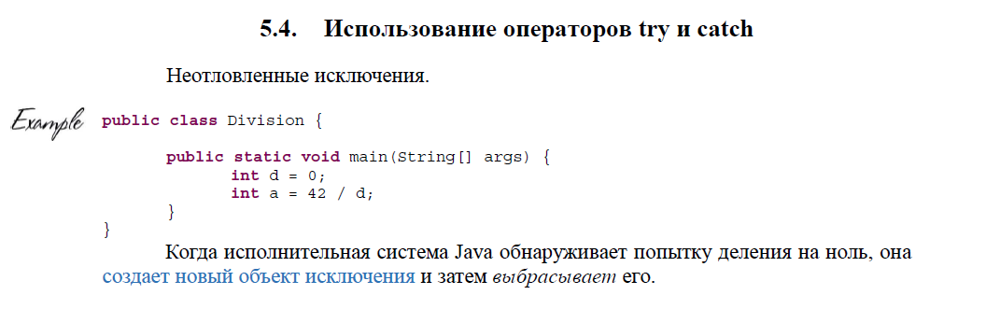 5.4. Использование операторов try и catch
Неотловленные исключения.
Example
public class Division {
public static void main(String[] args) {
int d = 0;
int a = 42 / d;
}
}
Когда исполнительная система Java обнаруживает попытку деления на ноль, она
создает новый объект исключения и затем выбрасывает его.